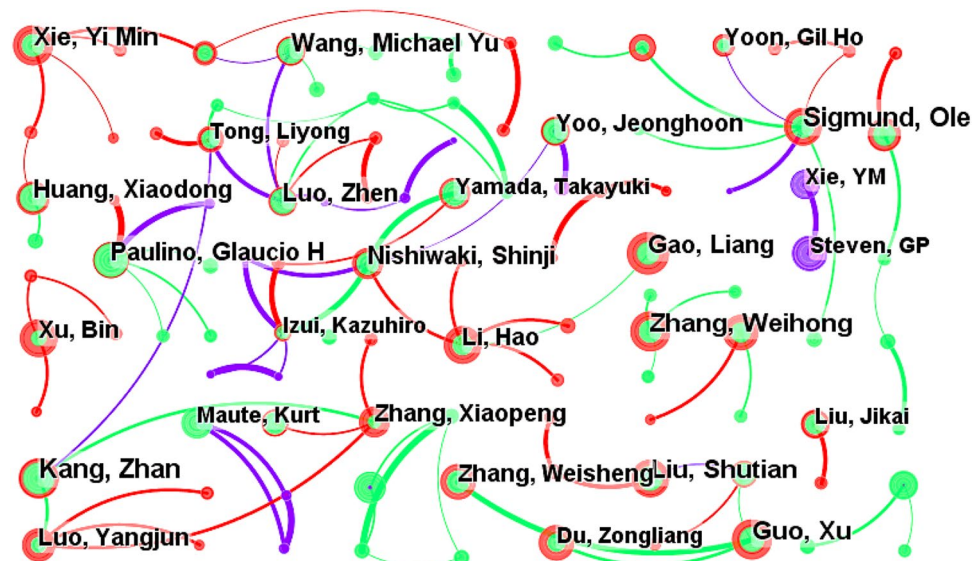 Xie, Yi Min
Wang, Michael Yu
Yoon, Gil Ho
Tong, Liyong
Yoo, Jeonghoon
Sigmund, Ole
Huang, Xiaodong
Luo, Zhen
Yamada, Takayuki
Xie, YM
Paulino, Glaucio H
Nishiwaki, Shinji
Gao, Liang
Steven, GP
Xu, Bin
Izui, Kazuhiro
Li, Hao
Zhang, Weihong
Maute, Kurt
Zhang, Xiaopeng
Liu, Jikai
Kang, Zhan
Zhang, Weisheng
Liu, Shutian
Luo, Yangjun
Du, Zongliang
Guo, Xu